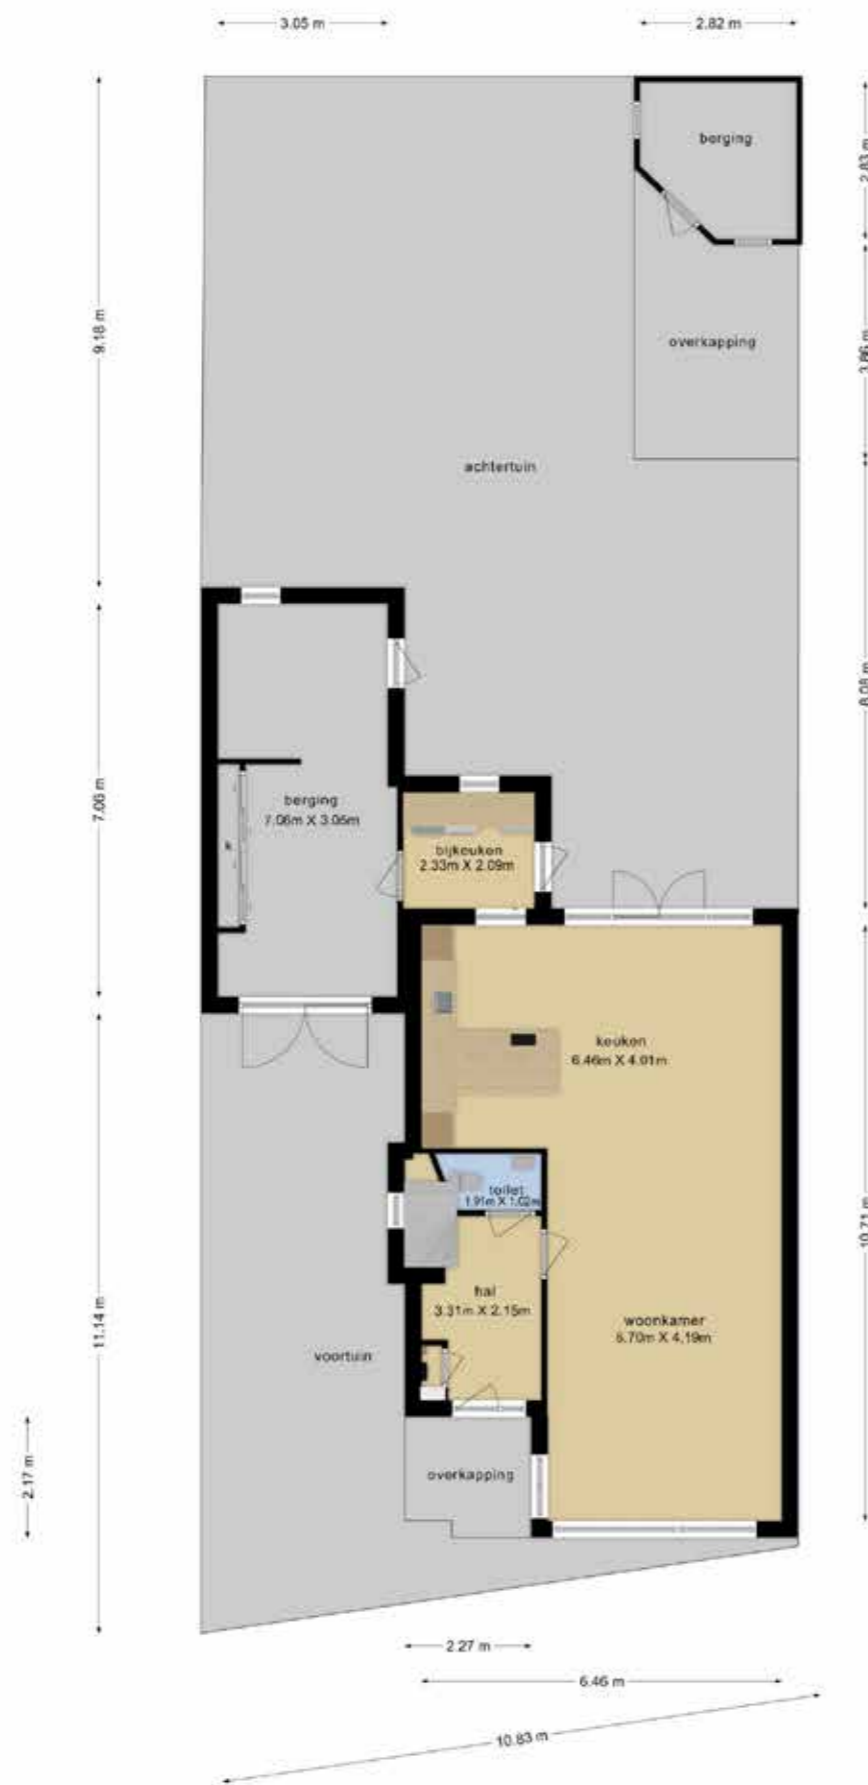 3.05 m
2.82 m
berging
2.83 m
9.18 m
overkapping
3.86 m
achtertuin
8.08 m
7.06 m
berging
7.06m X 3.05m
bijkeuken
2.33m X 2.09m
keuken
6.46m X 4.01m
toilet
1.91m X 1.02m
10.71 m
hal
3.31m X 2.15m
woonkamer
5.70m X 4.19m
11.14 m
voortuin
2.17 m
overkapping
2.27 m
6.46 m
10.83 m